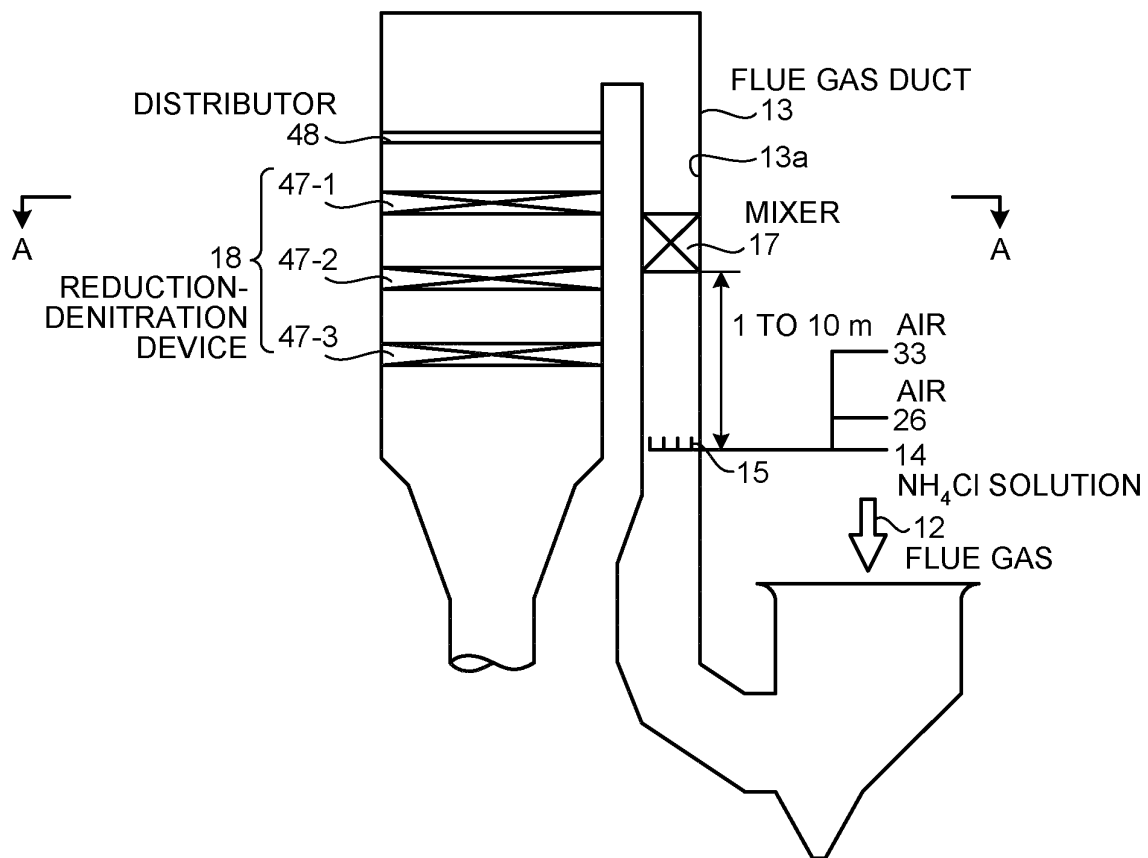 FLUE GAS DUCT
13
13a
DISTRIBUTOR
48
47-1
47-2
47-3
18
REDUCTION-
DENITRATION
DEVICE
A
A
MIXER
17
1 TO 10 m
AIR
33
AIR
26
14
NH₄Cl SOLUTION
15
12
FLUE GAS